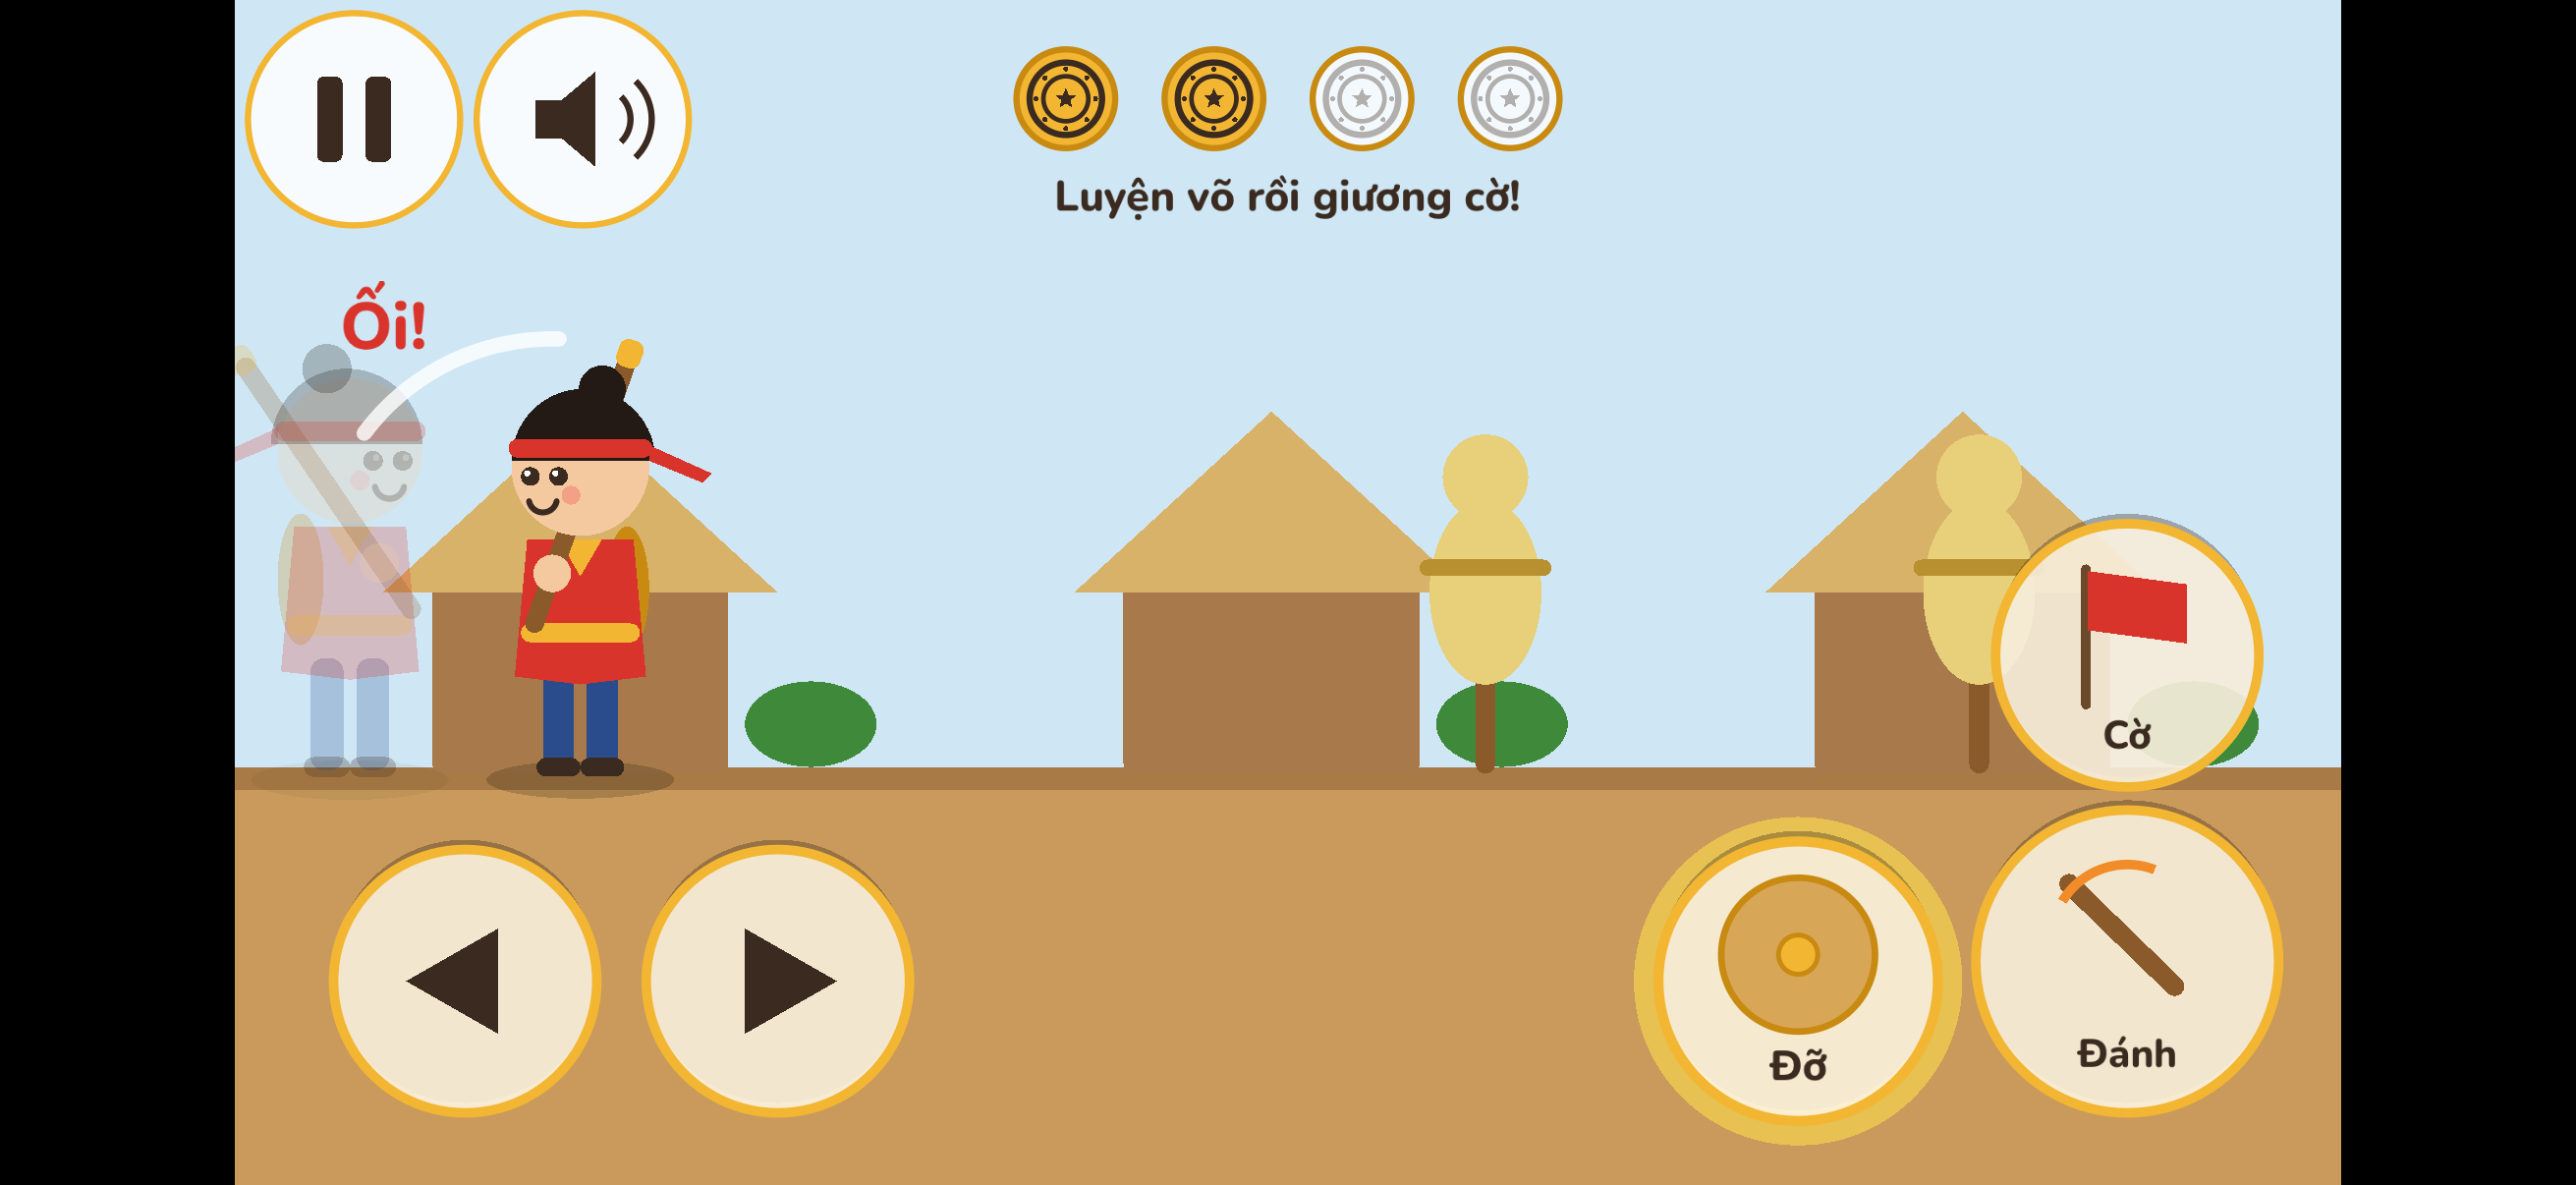 Luyện võ rồi giương cờ!
Ối!
Cờ
Đỡ
Đánh